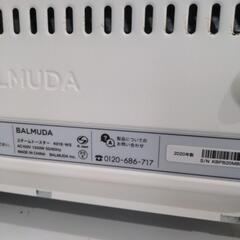 ALMUDA
BALMUDA
スチームトースター K01E-WS
AC100V 1300W 50/60Hz
MADE IN CHINA BALMUDA Inc.
製品についての
お問い合わせ
0120-686-717
2020年製
S/N